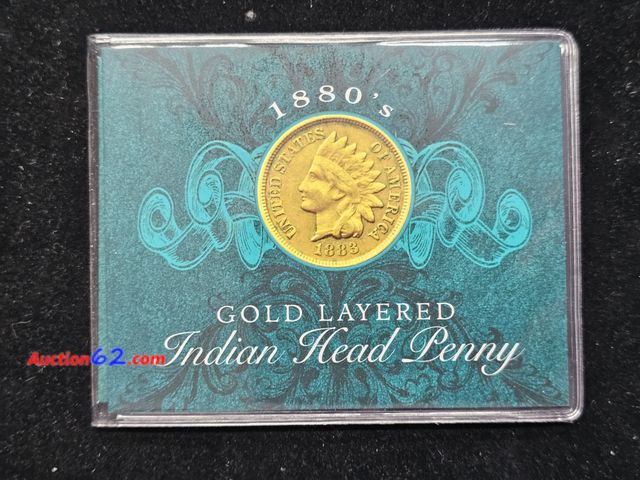 1880's
UNITED STATES OF AMERICA
1883
GOLD LAYERED
Indian Head Penny
Auction62.com